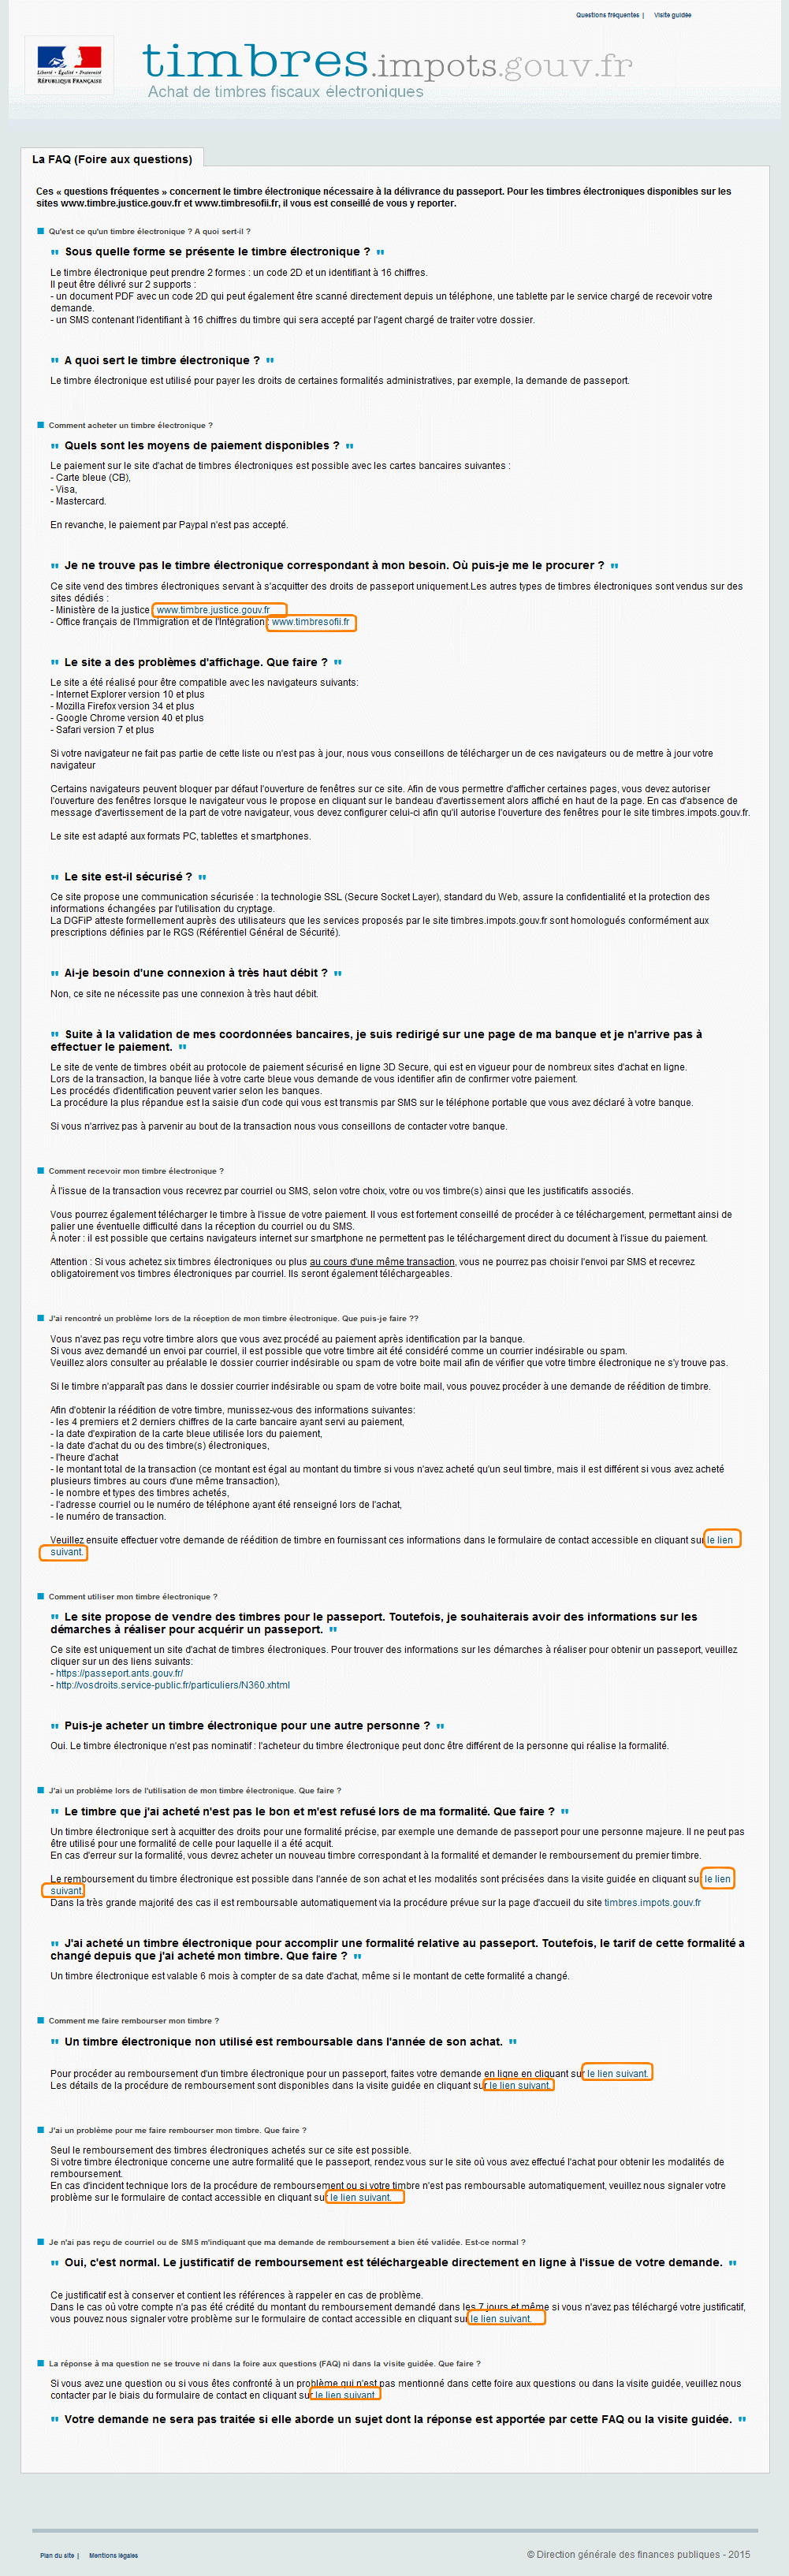 Questions fréquentes | Visite guidée
Liberté • Égalité • Fraternité
RÉPUBLIQUE FRANÇAISE
timbres.impots.gouv.fr
Achat de timbres fiscaux électroniques
La FAQ (Foire aux questions)
Ces « questions fréquentes » concernent le timbre électronique nécessaire à la délivrance du passeport. Pour les timbres électroniques disponibles sur les
sites www.timbre.justice.gouv.fr et www.timbresofii.fr, il vous est conseillé de vous y reporter.
Qu'est ce qu'un timbre électronique ? A quoi sert-il ?
" Sous quelle forme se présente le timbre électronique ? "
Le timbre électronique peut prendre 2 formes : un code 2D et un identifiant à 16 chiffres.
Il peut être délivré sur 2 supports :
- un document PDF avec un code 2D qui peut également être scanné directement depuis un téléphone, une tablette par le service chargé de recevoir votre
demande.
- un SMS contenant l'identifiant à 16 chiffres du timbre qui sera accepté par l'agent chargé de traiter votre dossier.
" A quoi sert le timbre électronique ? "
Le timbre électronique est utilisé pour payer les droits de certaines formalités administratives, par exemple, la demande de passeport.
Comment acheter un timbre électronique ?
" Quels sont les moyens de paiement disponibles ? "
Le paiement sur le site d'achat de timbres électroniques est possible avec les cartes bancaires suivantes :
- Carte bleue (CB),
- Visa,
- Mastercard.
En revanche, le paiement par Paypal n'est pas accepté.
" Je ne trouve pas le timbre électronique correspondant à mon besoin. Où puis-je me le procurer ? "
Ce site vend des timbres électroniques servant à s'acquitter des droits de passeport uniquement.Les autres types de timbres électroniques sont vendus sur des
sites dédiés :
- Ministère de la justice : www.timbre.justice.gouv.fr
- Office français de l'Immigration et de l'Intégration : www.timbresofii.fr
" Le site a des problèmes d'affichage. Que faire ? "
Le site a été réalisé pour être compatible avec les navigateurs suivants:
- Internet Explorer version 10 et plus
- Mozilla Firefox version 34 et plus
- Google Chrome version 40 et plus
- Safari version 7 et plus
Si votre navigateur ne fait pas partie de cette liste ou n'est pas à jour, nous vous conseillons de télécharger un de ces navigateurs ou de mettre à jour votre
navigateur
Certains navigateurs peuvent bloquer par défaut l'ouverture de fenêtres sur ce site. Afin de vous permettre d'afficher certaines pages, vous devez autoriser
l'ouverture des fenêtres lorsque le navigateur vous le propose en cliquant sur le bandeau d'avertissement alors affiché en haut de la page. En cas d'absence de
message d'avertissement de la part de votre navigateur, vous devez configurer celui-ci afin qu'il autorise l'ouverture des fenêtres pour le site timbres.impots.gouv.fr.
Le site est adapté aux formats PC, tablettes et smartphones.
" Le site est-il sécurisé ? "
Ce site propose une communication sécurisée : la technologie SSL (Secure Socket Layer), standard du Web, assure la confidentialité et la protection des
informations échangées par l'utilisation du cryptage.
La DGFiP atteste formellement auprès des utilisateurs que les services proposés par le site timbres.impots.gouv.fr sont homologués conformément aux
prescriptions définies par le RGS (Référentiel Général de Sécurité).
" Ai-je besoin d'une connexion à très haut débit ? "
Non, ce site ne nécessite pas une connexion à très haut débit.
" Suite à la validation de mes coordonnées bancaires, je suis redirigé sur une page de ma banque et je n'arrive pas à
effectuer le paiement. "
Le site de vente de timbres obéit au protocole de paiement sécurisé en ligne 3D Secure, qui est en vigueur pour de nombreux sites d'achat en ligne.
Lors de la transaction, la banque liée à votre carte bleue vous demande de vous identifier afin de confirmer votre paiement.
Les procédés d'identification peuvent varier selon les banques.
La procédure la plus répandue est la saisie d'un code qui vous est transmis par SMS sur le téléphone portable que vous avez déclaré à votre banque.
Si vous n'arrivez pas à parvenir au bout de la transaction nous vous conseillons de contacter votre banque.
Comment recevoir mon timbre électronique ?
À l'issue de la transaction vous recevrez par courriel ou SMS, selon votre choix, votre ou vos timbre(s) ainsi que les justificatifs associés.
Vous pourrez également télécharger le timbre à l'issue de votre paiement. Il vous est fortement conseillé de procéder à ce téléchargement, permettant ainsi de
palier une éventuelle difficulté dans la réception du courriel ou du SMS.
À noter : il est possible que certains navigateurs internet sur smartphone ne permettent pas le téléchargement direct du document à l'issue du paiement.
Attention : Si vous achetez six timbres électroniques ou plus au cours d'une même transaction, vous ne pourrez pas choisir l'envoi par SMS et recevrez
obligatoirement vos timbres électroniques par courriel. Ils seront également téléchargeables.
J'ai rencontré un problème lors de la réception de mon timbre électronique. Que puis-je faire ??
Vous n'avez pas reçu votre timbre alors que vous avez procédé au paiement après identification par la banque.
Si vous avez demandé un envoi par courriel, il est possible que votre timbre ait été considéré comme un courrier indésirable ou spam.
Veuillez alors consulter au préalable le dossier courrier indésirable ou spam de votre boite mail afin de vérifier que votre timbre électronique ne s'y trouve pas.
Si le timbre n'apparaît pas dans le dossier courrier indésirable ou spam de votre boite mail, vous pouvez procéder à une demande de réédition de timbre.
Afin d'obtenir la réédition de votre timbre, munissez-vous des informations suivantes:
- les 4 premiers et 2 derniers chiffres de la carte bancaire ayant servi au paiement,
- la date d'expiration de la carte bleue utilisée lors du paiement,
- la date d'achat du ou des timbre(s) électroniques,
- l'heure d'achat
- le montant total de la transaction (ce montant est égal au montant du timbre si vous n'avez acheté qu'un seul timbre, mais il est différent si vous avez acheté
plusieurs timbres au cours d'une même transaction),
- le nombre et types des timbres achetés,
- l'adresse courriel ou le numéro de téléphone ayant été renseigné lors de l'achat,
- le numéro de transaction.
Veuillez ensuite effectuer votre demande de réédition de timbre en fournissant ces informations dans le formulaire de contact accessible en cliquant sur le lien
suivant.
Comment utiliser mon timbre électronique ?
" Le site propose de vendre des timbres pour le passeport. Toutefois, je souhaiterais avoir des informations sur les
démarches à réaliser pour acquérir un passeport. "
Ce site est uniquement un site d'achat de timbres électroniques. Pour trouver des informations sur les démarches à réaliser pour obtenir un passeport, veuillez
cliquer sur un des liens suivants:
- https://passeport.ants.gouv.fr/
- http://vosdroits.service-public.fr/particuliers/N360.xhtml
" Puis-je acheter un timbre électronique pour une autre personne ? "
Oui. Le timbre électronique n'est pas nominatif : l'acheteur du timbre électronique peut donc être différent de la personne qui réalise la formalité.
J'ai un problème lors de l'utilisation de mon timbre électronique. Que faire ?
" Le timbre que j'ai acheté n'est pas le bon et m'est refusé lors de ma formalité. Que faire ? "
Un timbre électronique sert à acquitter des droits pour une formalité précise, par exemple une demande de passeport pour une personne majeure. Il ne peut pas
être utilisé pour une formalité de celle pour laquelle il a été acquit.
En cas d'erreur sur la formalité, vous devrez acheter un nouveau timbre correspondant à la formalité et demander le remboursement du premier timbre.
Le remboursement du timbre électronique est possible dans l'année de son achat et les modalités sont précisées dans la visite guidée en cliquant sur le lien
suivant.
Dans la très grande majorité des cas il est remboursable automatiquement via la procédure prévue sur la page d'accueil du site timbres.impots.gouv.fr
" J'ai acheté un timbre électronique pour accomplir une formalité relative au passeport. Toutefois, le tarif de cette formalité a
changé depuis que j'ai acheté mon timbre. Que faire ? "
Un timbre électronique est valable 6 mois à compter de sa date d'achat, même si le montant de cette formalité a changé.
Comment me faire rembourser mon timbre ?
" Un timbre électronique non utilisé est remboursable dans l'année de son achat. "
Pour procéder au remboursement d'un timbre électronique pour un passeport, faites votre demande en ligne en cliquant sur le lien suivant.
Les détails de la procédure de remboursement sont disponibles dans la visite guidée en cliquant sur le lien suivant.
J'ai un problème pour me faire rembourser mon timbre. Que faire ?
Seul le remboursement des timbres électroniques achetés sur ce site est possible.
Si votre timbre électronique concerne une autre formalité que le passeport, rendez vous sur le site où vous avez effectué l'achat pour obtenir les modalités de
remboursement.
En cas d'incident technique lors de la procédure de remboursement ou si votre timbre n'est pas remboursable automatiquement, veuillez nous signaler votre
problème sur le formulaire de contact accessible en cliquant sur le lien suivant.
Je n'ai pas reçu de courriel ou de SMS m'indiquant que ma demande de remboursement a bien été validée. Est-ce normal ?
" Oui, c'est normal. Le justificatif de remboursement est téléchargeable directement en ligne à l'issue de votre demande. "
Ce justificatif est à conserver et contient les références à rappeler en cas de problème.
Dans le cas où votre compte n'a pas été crédité du montant du remboursement demandé dans les 7 jours et même si vous n'avez pas téléchargé votre justificatif,
vous pouvez nous signaler votre problème sur le formulaire de contact accessible en cliquant sur le lien suivant.
La réponse à ma question ne se trouve ni dans la foire aux questions (FAQ) ni dans la visite guidée. Que faire ?
Si vous avez une question ou si vous êtes confronté à un problème qui n'est pas mentionné dans cette foire aux questions ou dans la visite guidée, veuillez nous
contacter par le biais du formulaire de contact en cliquant sur le lien suivant.
" Votre demande ne sera pas traitée si elle aborde un sujet dont la réponse est apportée par cette FAQ ou la visite guidée. "
Plan du site | Mentions légales
© Direction générale des finances publiques - 2015